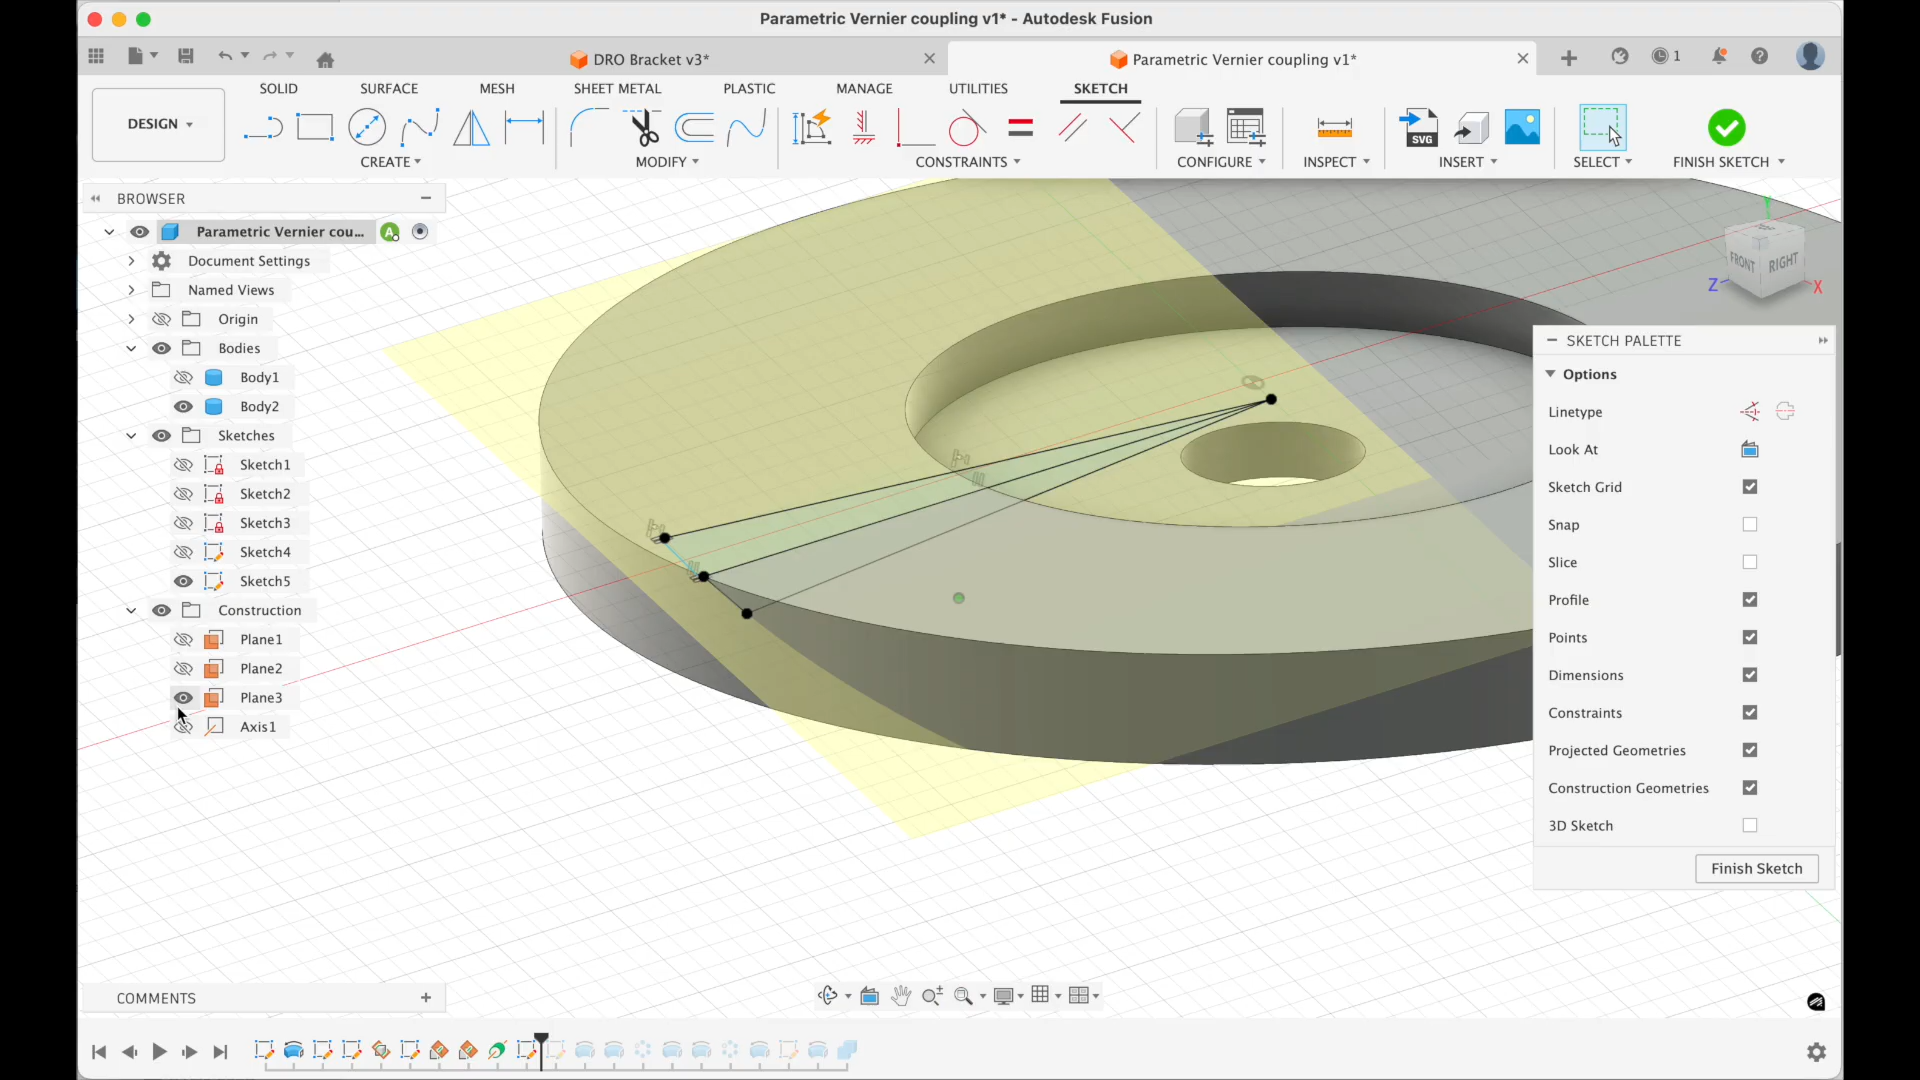 Parametric Vernier coupling v1* - Autodesk Fusion
DRO Bracket v3*
Parametric Vernier coupling v1*
1
SOLID
SURFACE
MESH
SHEET METAL
PLASTIC
MANAGE
UTILITIES
SKETCH
DESIGN
SVG
CREATE
MODIFY
CONSTRAINTS
CONFIGURE
INSPECT
INSERT
SELECT
FINISH SKETCH
BROWSER
Parametric Vernier cou...
A
Document Settings
Named Views
Origin
Bodies
Body1
Body2
Sketches
Sketch1
Sketch2
Sketch3
Sketch4
Sketch5
Construction
Plane1
Plane2
Plane3
Axis1
Y
FRONT
RIGHT
Z
X
SKETCH PALETTE
Options
Linetype
Look At
Sketch Grid
Snap
Slice
Profile
Points
Dimensions
Constraints
Projected Geometries
Construction Geometries
3D Sketch
Finish Sketch
COMMENTS